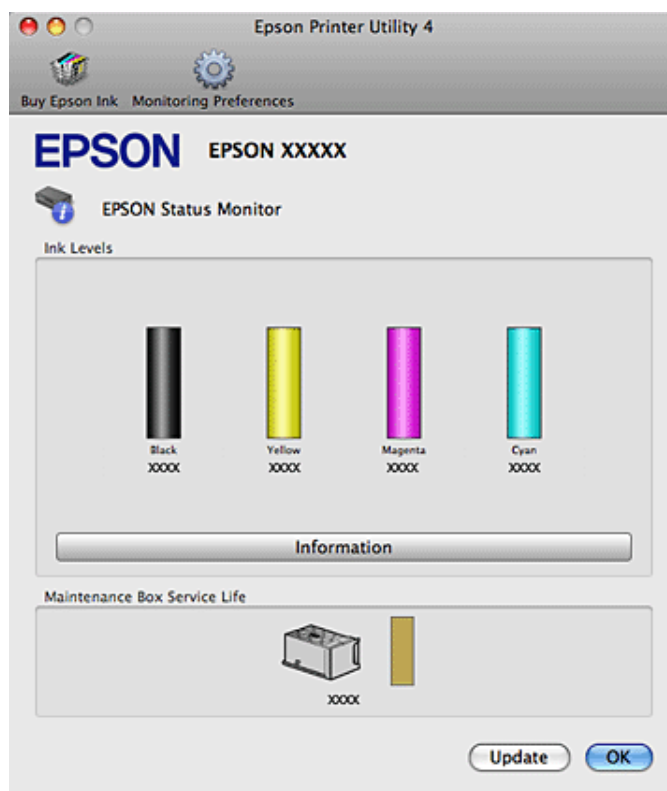 Epson Printer Utility 4
Buy Epson Ink Monitoring Preferences
EPSON EPSON XXXXX
EPSON Status Monitor
Ink Levels
Black Yellow Magenta Cyan
XXXX XXXX XXXX XXXX
Information
Maintenance Box Service Life
XXXX
Update OK